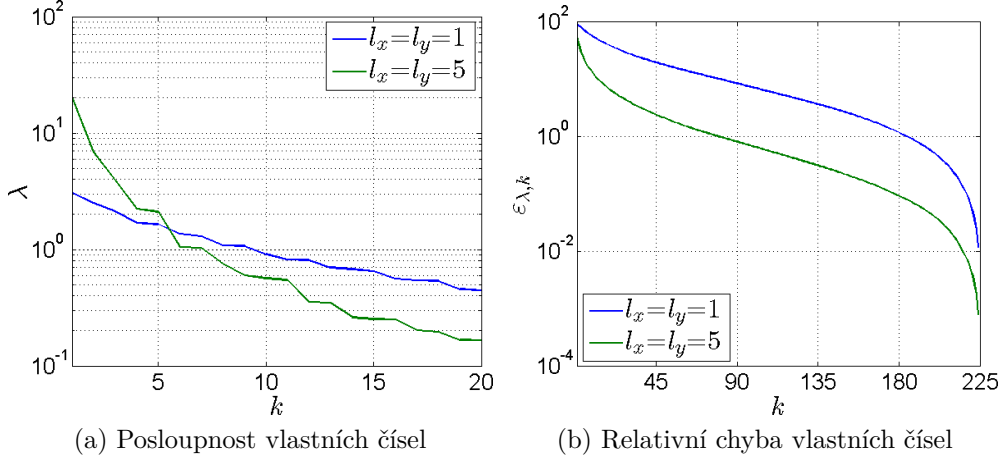 10^2
10^1
10^0
10^-1
λ
5
10
15
20
k
l_x=l_y=1
l_x=l_y=5
(a) Posloupnost vlastních čísel
10^2
10^0
10^-2
10^-4
ε_λ,k
45
90
135
180
225
k
l_x=l_y=1
l_x=l_y=5
(b) Relativní chyba vlastních čísel